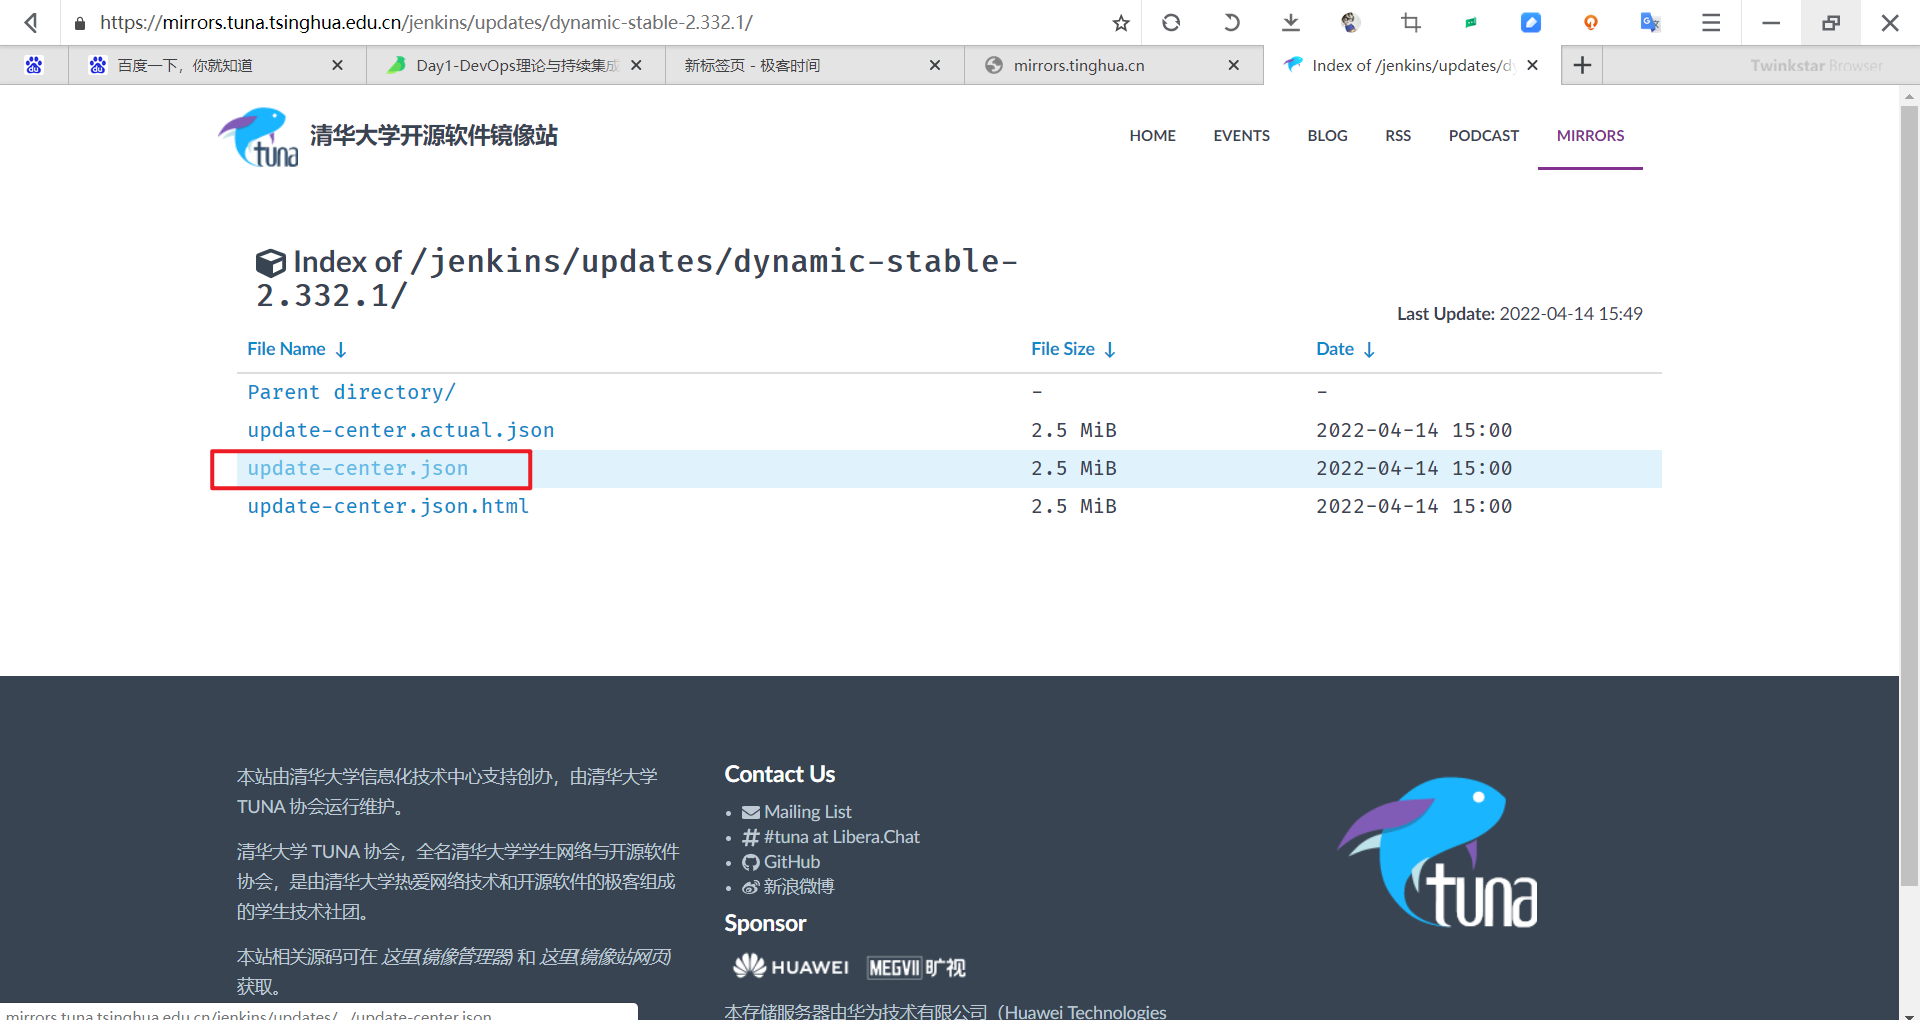 https://mirrors.tuna.tsinghua.edu.cn/jenkins/updates/dynamic-stable-2.332.1/
百度一下，你就知道
Day1-DevOps理论与持续集成
新标签页 - 极客时间
mirrors.tinghua.cn
Index of /jenkins/updates/dy
Twinkstar Browser
tuna
清华大学开源软件镜像站
HOME EVENTS BLOG RSS PODCAST MIRRORS
Index of /jenkins/updates/dynamic-stable-
2.332.1/
Last Update: 2022-04-14 15:49
File Name ↓ File Size ↓ Date ↓
Parent directory/ - -
update-center.actual.json 2.5 MiB 2022-04-14 15:00
update-center.json 2.5 MiB 2022-04-14 15:00
update-center.json.html 2.5 MiB 2022-04-14 15:00
本站由清华大学信息化技术中心支持创办，由清华大学
TUNA 协会运行维护。
清华大学 TUNA 协会，全名清华大学学生网络与开源软件
协会，是由清华大学热爱网络技术和开源软件的极客组成
的学生技术社团。
本站相关源码可在 这里(镜像管理器) 和 这里(镜像站网页)
获取。
Contact Us
Mailing List
#tuna at Libera.Chat
GitHub
新浪微博
Sponsor
HUAWEI MEGVII 旷视
本存储服务器由华为技术有限公司（Huawei Technologies
tuna
mirrors.tuna.tsinghua.edu.cn/jenkins/updates/.../update-center.json